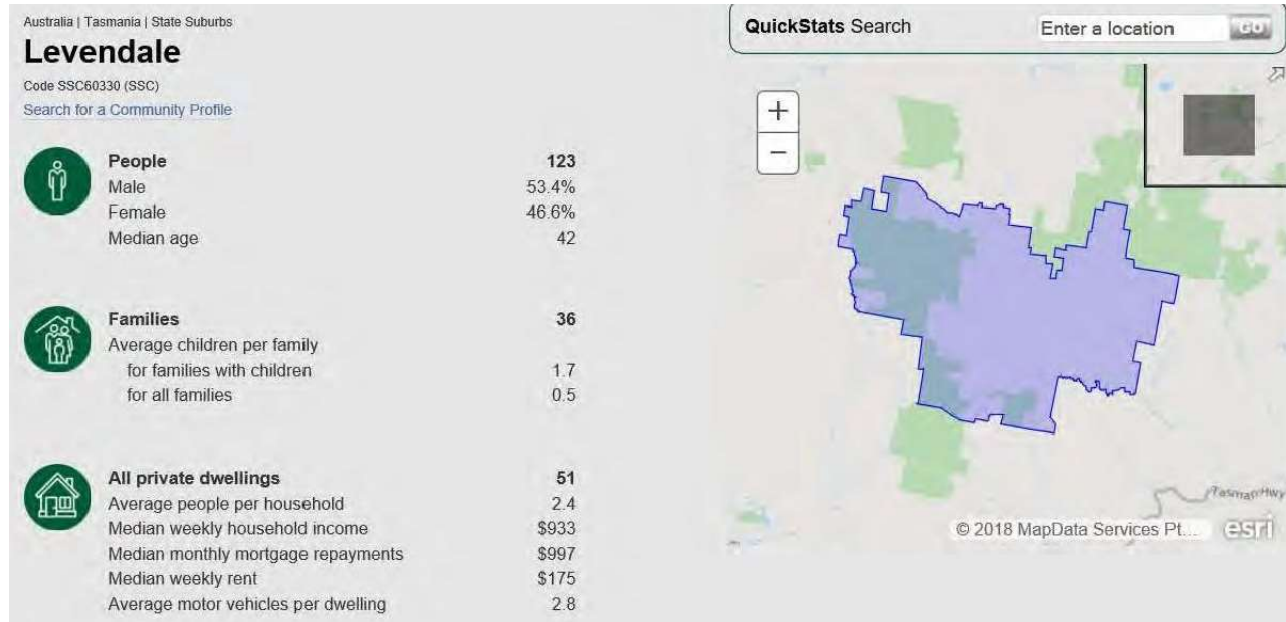 Australia | Tasmania | State Suburbs
Levendale
Code SSC60330 (SSC)
Search for a Community Profile
People 123
Male 53.4%
Female 46.6%
Median age 42
Families 36
Average children per family
for families with children 1.7
for all families 0.5
All private dwellings 51
Average people per household 2.4
Median weekly household income $933
Median monthly mortgage repayments $997
Median weekly rent $175
Average motor vehicles per dwelling 2.8
QuickStats Search Enter a location GO
+
−
Tasman Hwy
© 2018 MapData Services Pt... esri